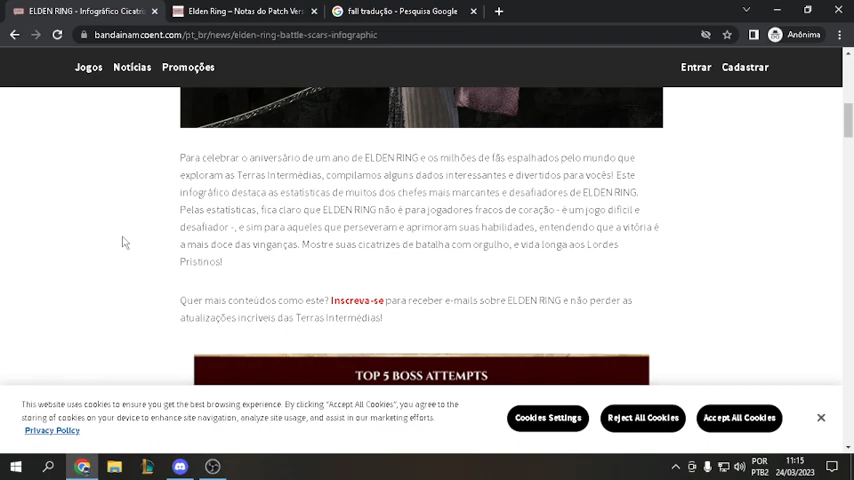 ELDEN RING - Infográfico Cicatri
Elden Ring – Notas do Patch Ver
fall tradução - Pesquisa Google
bandainamcoent.com/pt_br/news/elden-ring-battle-scars-infographic
Anônima
Jogos Notícias Promoções Entrar Cadastrar
Para celebrar o aniversário de um ano de ELDEN RING e os milhões de fãs espalhados pelo mundo que
exploram as Terras Intermédias, compilamos alguns dados interessantes e divertidos para vocês! Este
infográfico destaca as estatísticas de muitos dos chefes mais marcantes e desafiadores de ELDEN RING.
Pelas estatísticas, fica claro que ELDEN RING não é para jogadores fracos de coração - é um jogo difícil e
desafiador -, e sim para aqueles que perseveram e aprimoram suas habilidades, entendendo que a vitória é
a mais doce das vinganças. Mostre suas cicatrizes de batalha com orgulho, e vida longa aos Lordes
Prístinos!
Quer mais conteúdos como este? Inscreva-se para receber e-mails sobre ELDEN RING e não perder as
atualizações incríveis das Terras Intermédias!
TOP 5 BOSS ATTEMPTS
This website uses cookies to ensure you get the best browsing experience. By clicking "Accept All Cookies", you agree to the
storing of cookies on your device to enhance site navigation, analyze site usage, and assist in our marketing efforts.
Privacy Policy
Cookies Settings Reject All Cookies Accept All Cookies
POR 11:15
PTB2 24/03/2023